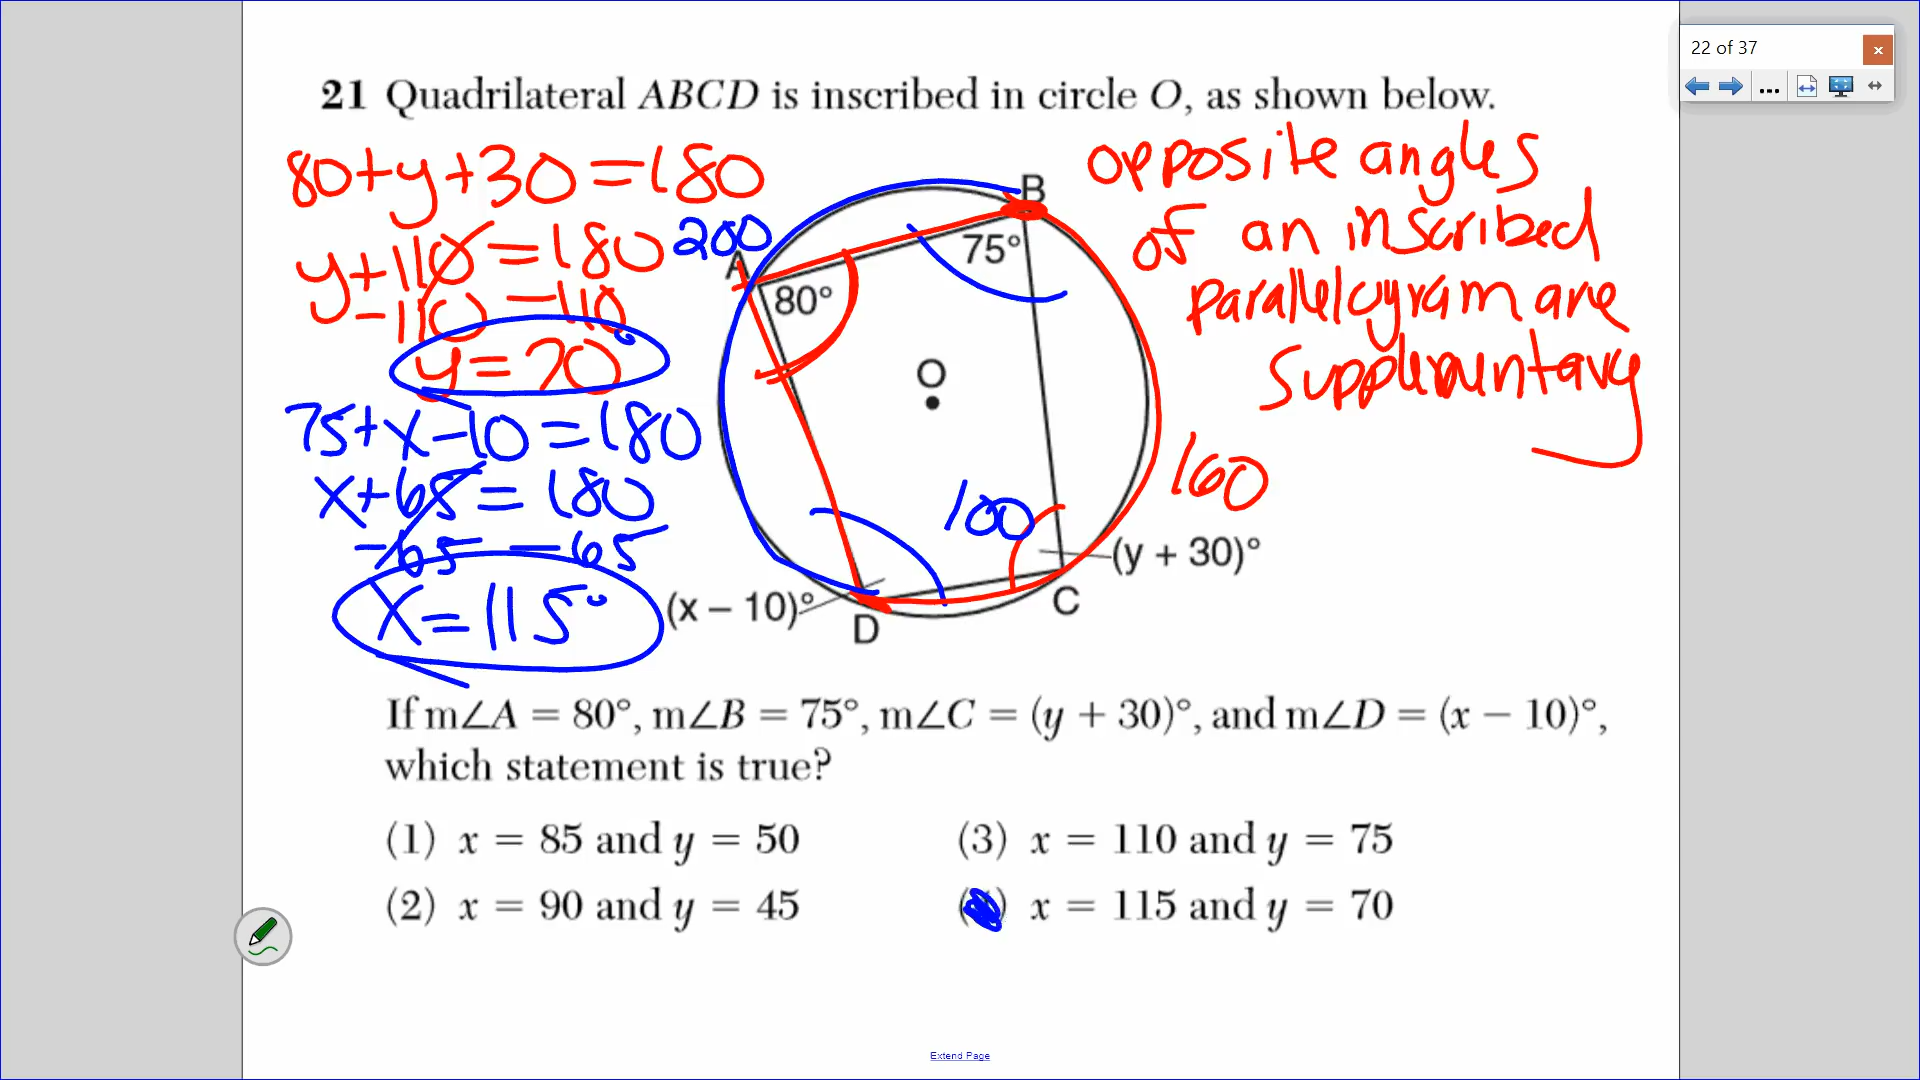 22 of 37
21 Quadrilateral ABCD is inscribed in circle O, as shown below.
80+y+30=180
y+110=180
-110 -110
y=70°
75+x-10=180
x+65=180
-65 -65
x=115°
opposite angles
of an inscribed
parallelogram are
supplementary
200
A
B
80°
75°
O
100
160
(y + 30)°
(x – 10)°
C
D
If m∠A = 80°, m∠B = 75°, m∠C = (y + 30)°, and m∠D = (x − 10)°,
which statement is true?
(1) x = 85 and y = 50
(2) x = 90 and y = 45
(3) x = 110 and y = 75
x = 115 and y = 70
Extend Page